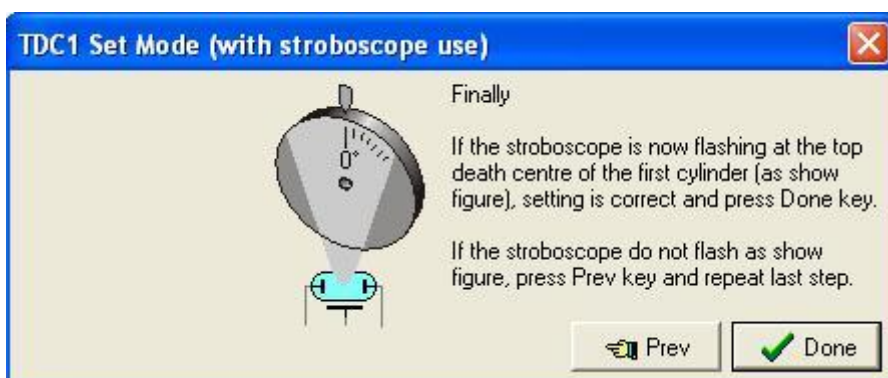 TDC1 Set Mode (with stroboscope use)
Finally
If the stroboscope is now flashing at the top
death centre of the first cylinder (as show
figure), setting is correct and press Done key.
If the stroboscope do not flash as show
figure, press Prev key and repeat last step.
0°
Prev
Done